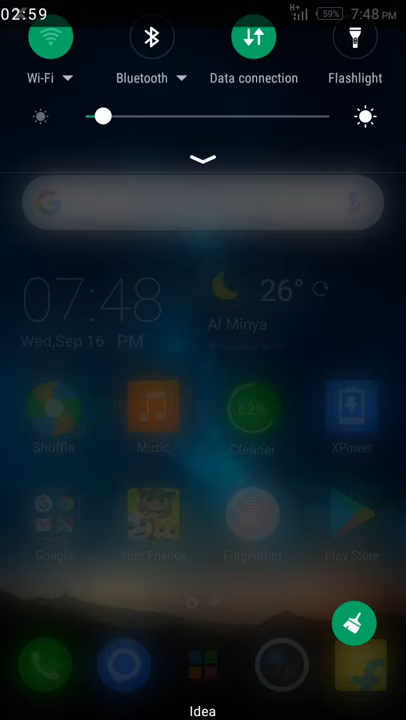 02:59
H+ 59% 7:48 PM
Wi-Fi Bluetooth Data connection Flashlight
07:48
26°
Al Minya
Wed,Sep 16 PM
62%
Shuffle Music Cleaner XPower
Google Tom Friends Fingerprint Play Store
Idea